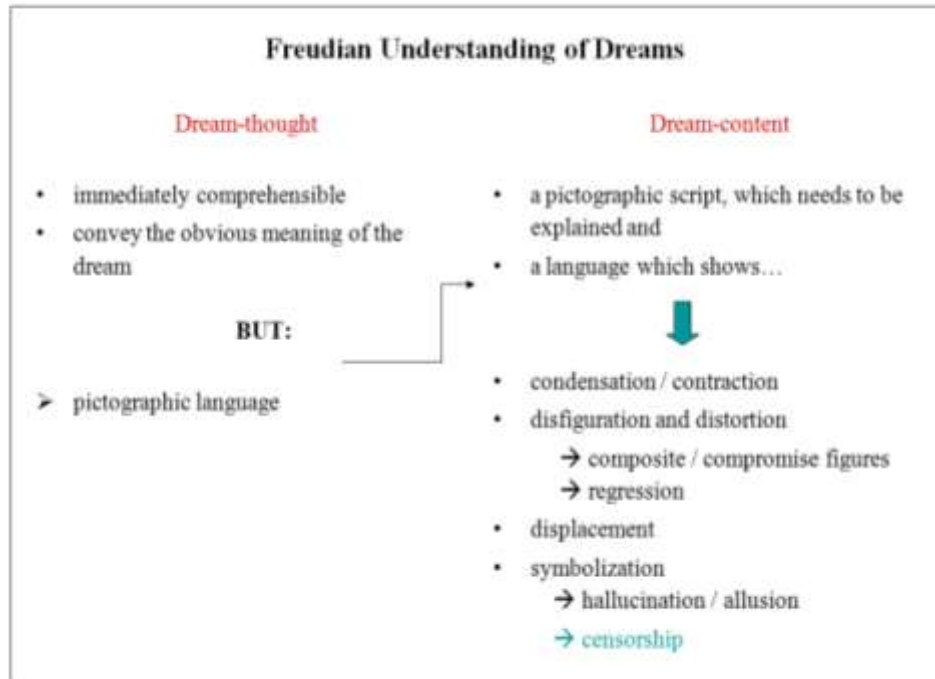 Freudian Understanding of Dreams
Dream-thought
• immediately comprehensible
• convey the obvious meaning of the
dream
BUT:
➢ pictographic language
Dream-content
• a pictographic script, which needs to be
explained and
• a language which shows…
• condensation / contraction
• disfiguration and distortion
→ composite / compromise figures
→ regression
• displacement
• symbolization
→ hallucination / allusion
→ censorship